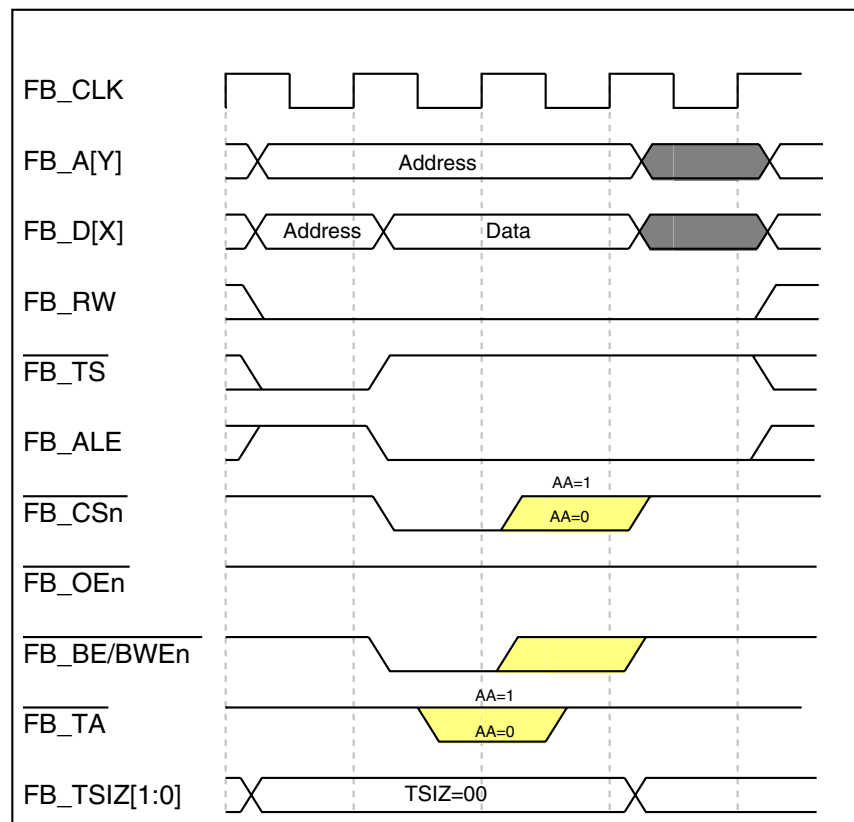 FB_CLK
FB_A[Y]
Address
FB_D[X]
Address
Data
FB_RW
FB_TS
FB_ALE
AA=1
FB_CSn
AA=0
FB_OEn
FB_BE/BWEn
AA=1
FB_TA
AA=0
FB_TSIZ[1:0]
TSIZ=00